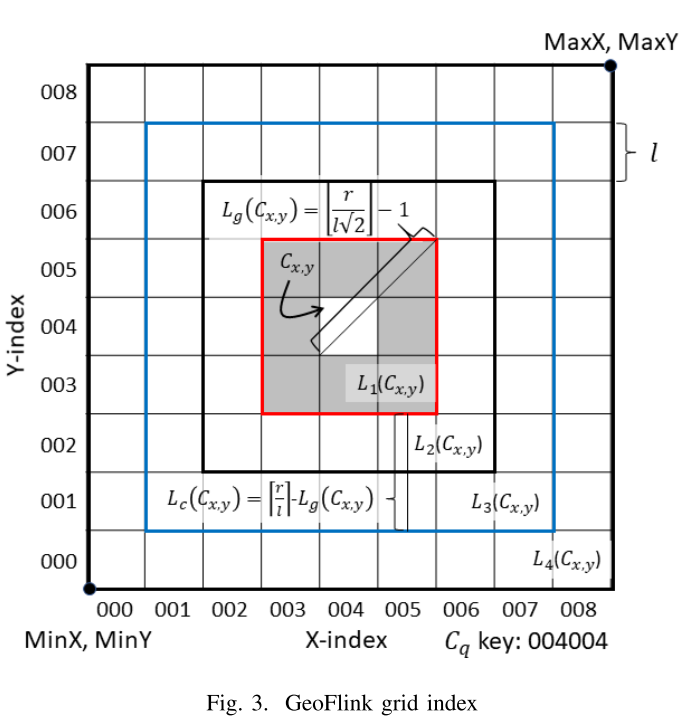 MaxX, MaxY
008
007
l
006
L_g(C_{x,y}) = ⌊r / l√2⌋ − 1
005
C_{x,y}
004
Y-index
003
L_1(C_{x,y})
002
L_2(C_{x,y})
001
L_c(C_{x,y}) = ⌈r/l⌉-L_g(C_{x,y})
L_3(C_{x,y})
000
L_4(C_{x,y})
000 001 002 003 004 005 006 007 008
MinX, MinY X-index C_q key: 004004
Fig. 3. GeoFlink grid index